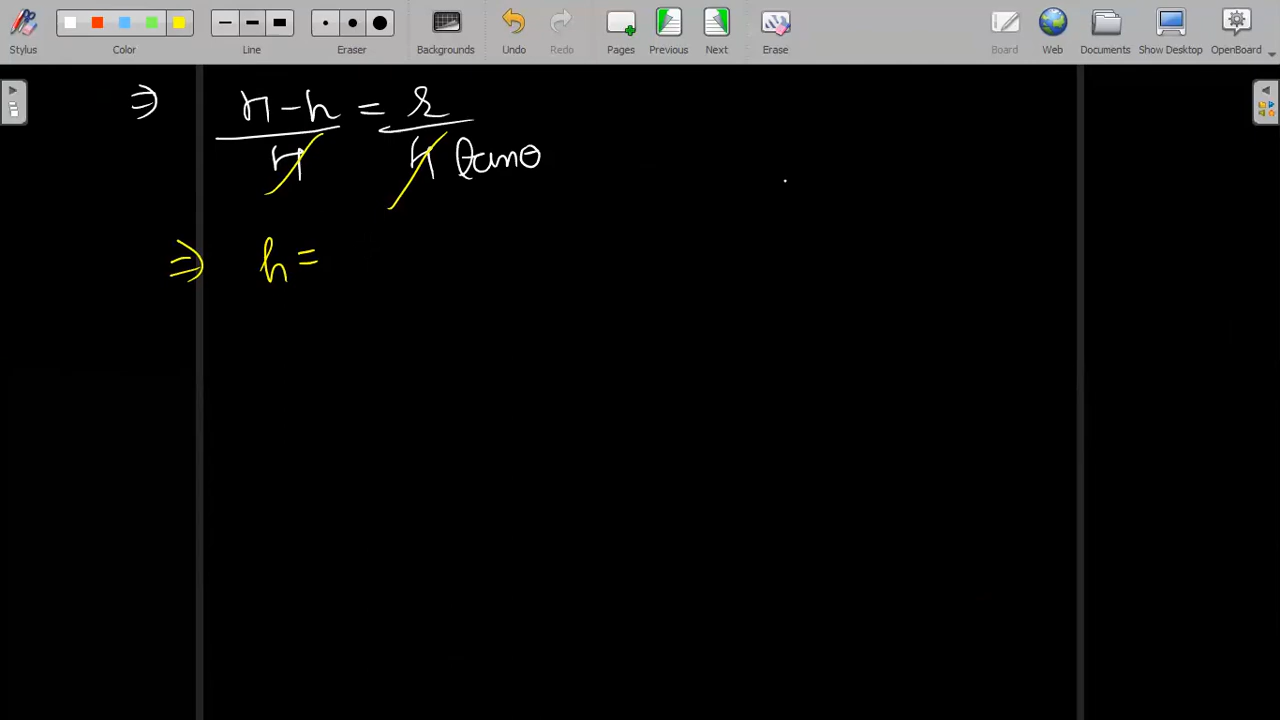 Stylus Color Line Eraser Backgrounds Undo Redo Pages Previous Next Erase Board Web Documents Show Desktop OpenBoard
⇒ H-h = r
H H tanθ
⇒ h =